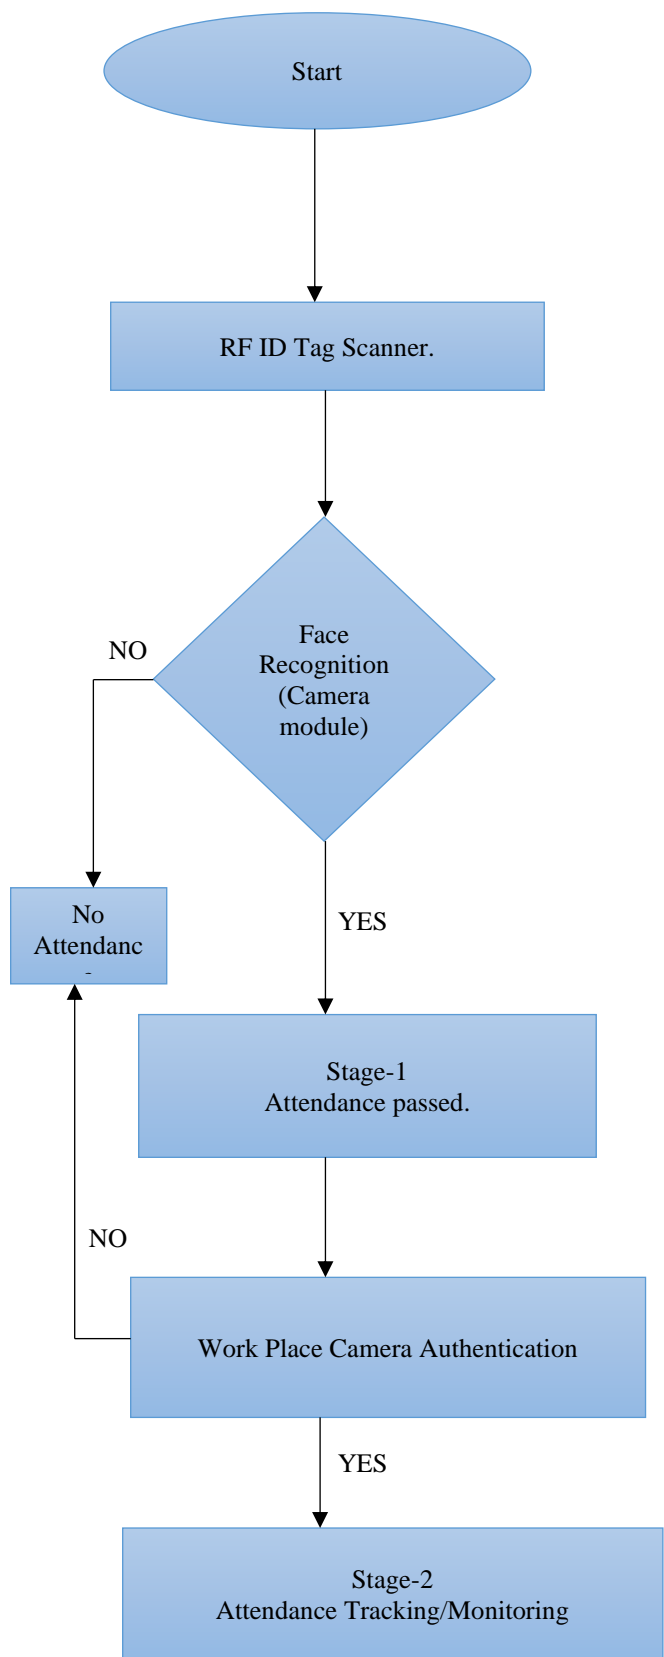 Start
RF ID Tag Scanner.
Face
Recognition
(Camera
module)
NO
No
Attendanc
YES
Stage-1
Attendance passed.
NO
Work Place Camera Authentication
YES
Stage-2
Attendance Tracking/Monitoring